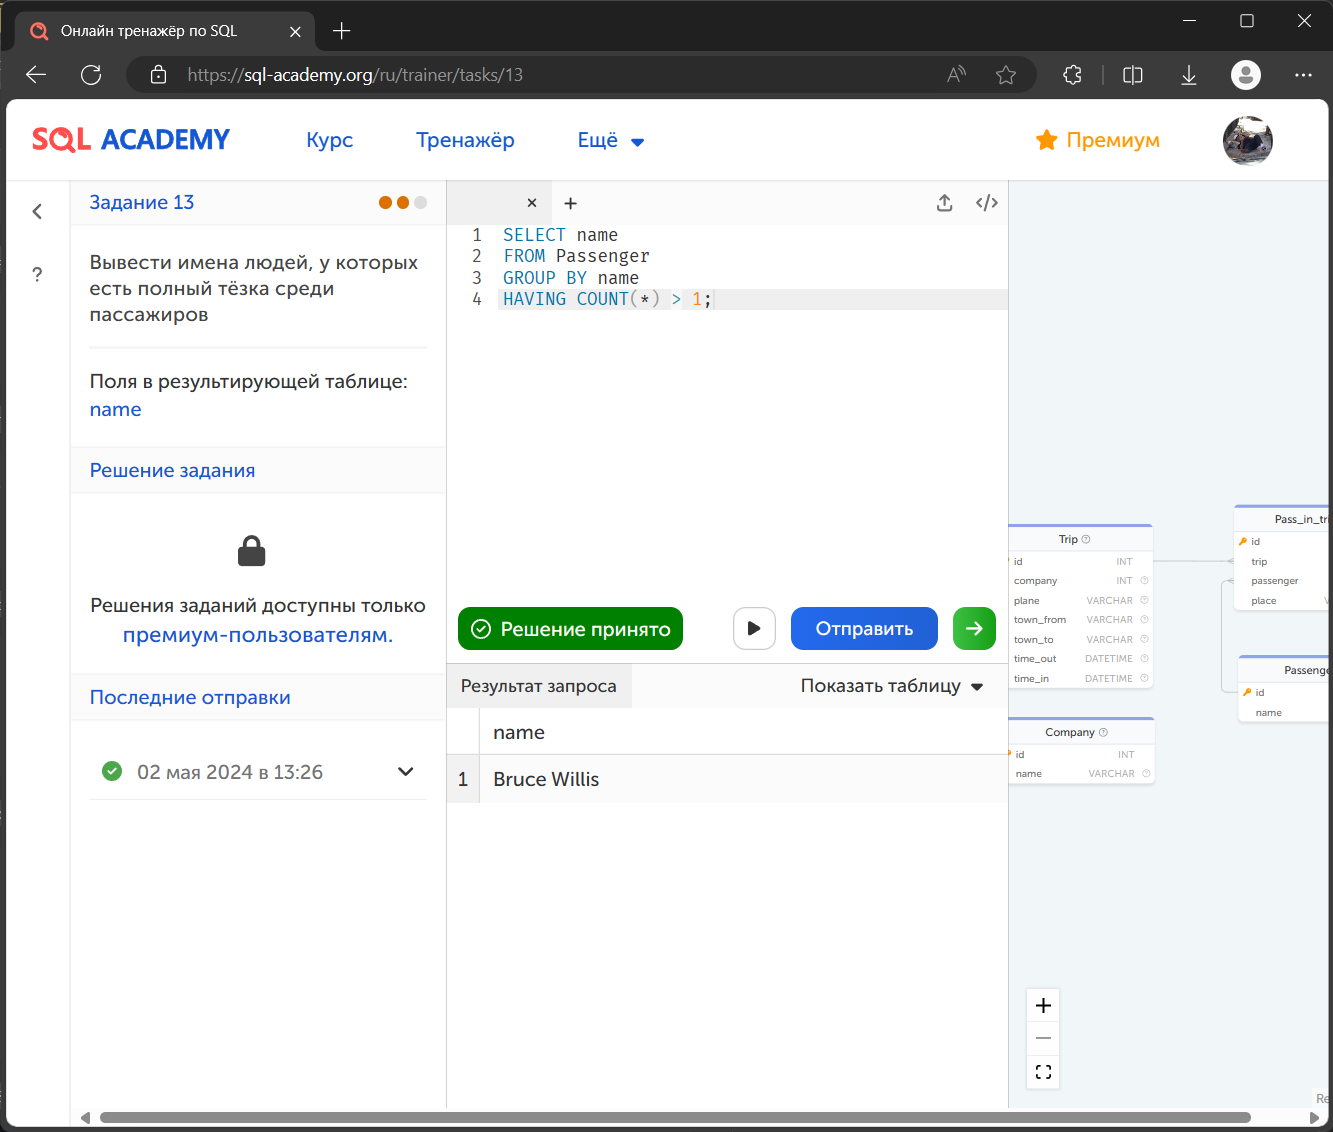 Онлайн тренажёр по SQL
https://sql-academy.org/ru/trainer/tasks/13
SQL ACADEMY
Курс
Тренажёр
Ещё
Премиум
Задание 13
Вывести имена людей, у которых
есть полный тёзка среди
пассажиров
Поля в результирующей таблице:
name
Решение задания
Решения заданий доступны только
премиум-пользователям.
Последние отправки
02 мая 2024 в 13:26
1 SELECT name
2 FROM Passenger
3 GROUP BY name
4 HAVING COUNT(*) > 1;
Решение принято
Отправить
Результат запроса
Показать таблицу
name
1 Bruce Willis
Trip
id INT
company INT
plane VARCHAR
town_from VARCHAR
town_to VARCHAR
time_out DATETIME
time_in DATETIME
Company
id INT
name VARCHAR
Pass_in_tri
id
trip
passenger
place V
Passenge
id
name
Re